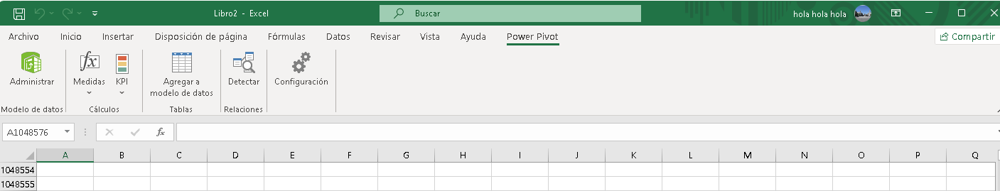 Libro2 - Excel
Buscar
hola hola hola
Archivo Inicio Insertar Disposición de página Fórmulas Datos Revisar Vista Ayuda Power Pivot
Compartir
Administrar
Medidas
KPI
Agregar a
modelo de datos
Detectar
Configuración
Modelo de datos
Cálculos
Tablas
Relaciones
A1048576
fx
A B C D E F G H I J K L M N O P Q
1048554
1048555